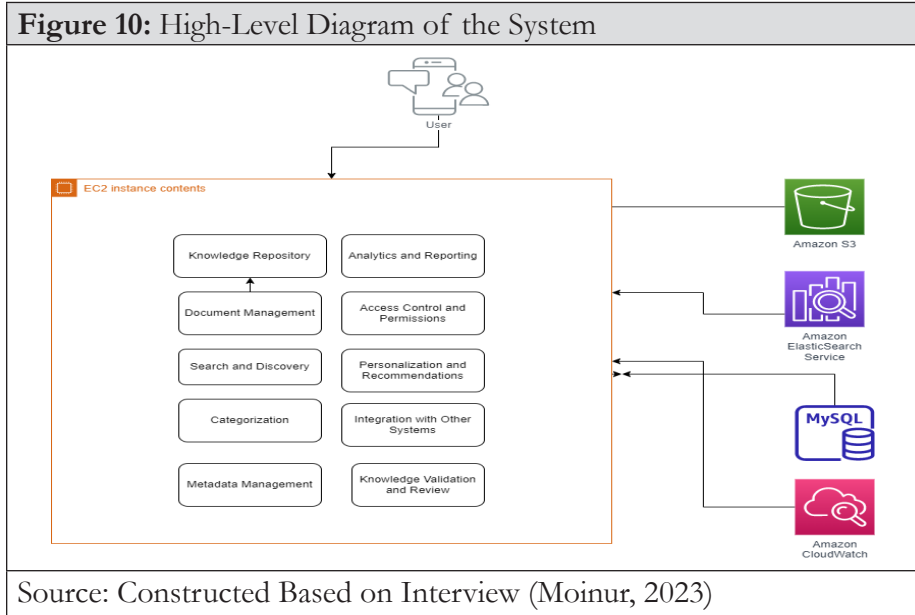 Figure 10: High-Level Diagram of the System
User
EC2 instance contents
Knowledge Repository
Analytics and Reporting
Document Management
Access Control and
Permissions
Search and Discovery
Personalization and
Recommendations
Categorization
Integration with Other
Systems
Metadata Management
Knowledge Validation
and Review
Amazon S3
Amazon
ElasticSearch
Service
MySQL
Amazon
CloudWatch
Source: Constructed Based on Interview (Moinur, 2023)